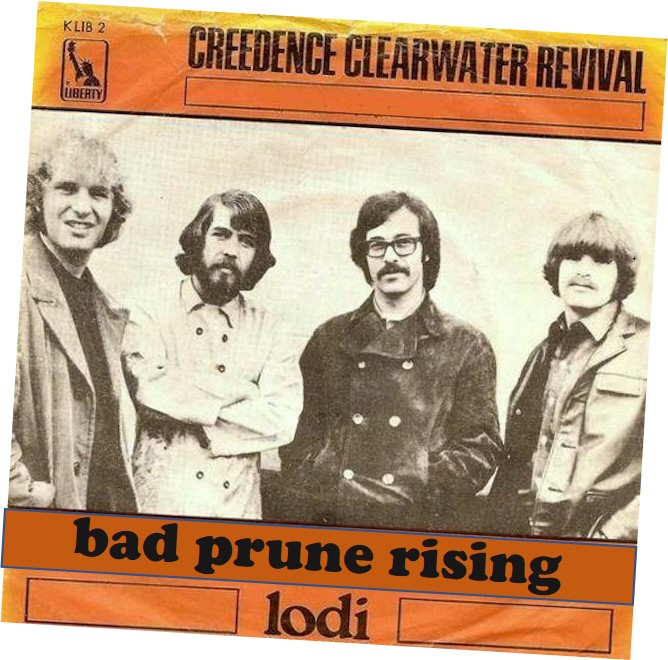 KLIB 2
LIBERTY
CREEDENCE CLEARWATER REVIVAL
bad prune rising
lodi